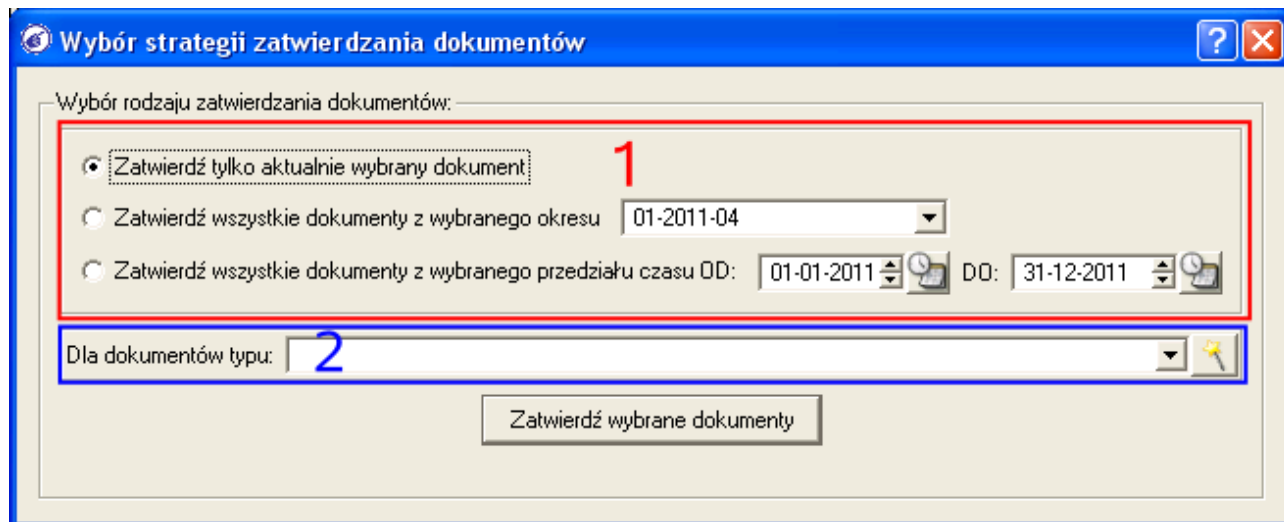 Wybór strategii zatwierdzania dokumentów
Wybór rodzaju zatwierdzania dokumentów:
Zatwierdź tylko aktualnie wybrany dokument 1
Zatwierdź wszystkie dokumenty z wybranego okresu 01-2011-04
Zatwierdź wszystkie dokumenty z wybranego przedziału czasu OD: 01-01-2011 DO: 31-12-2011
Dla dokumentów typu: 2
Zatwierdź wybrane dokumenty